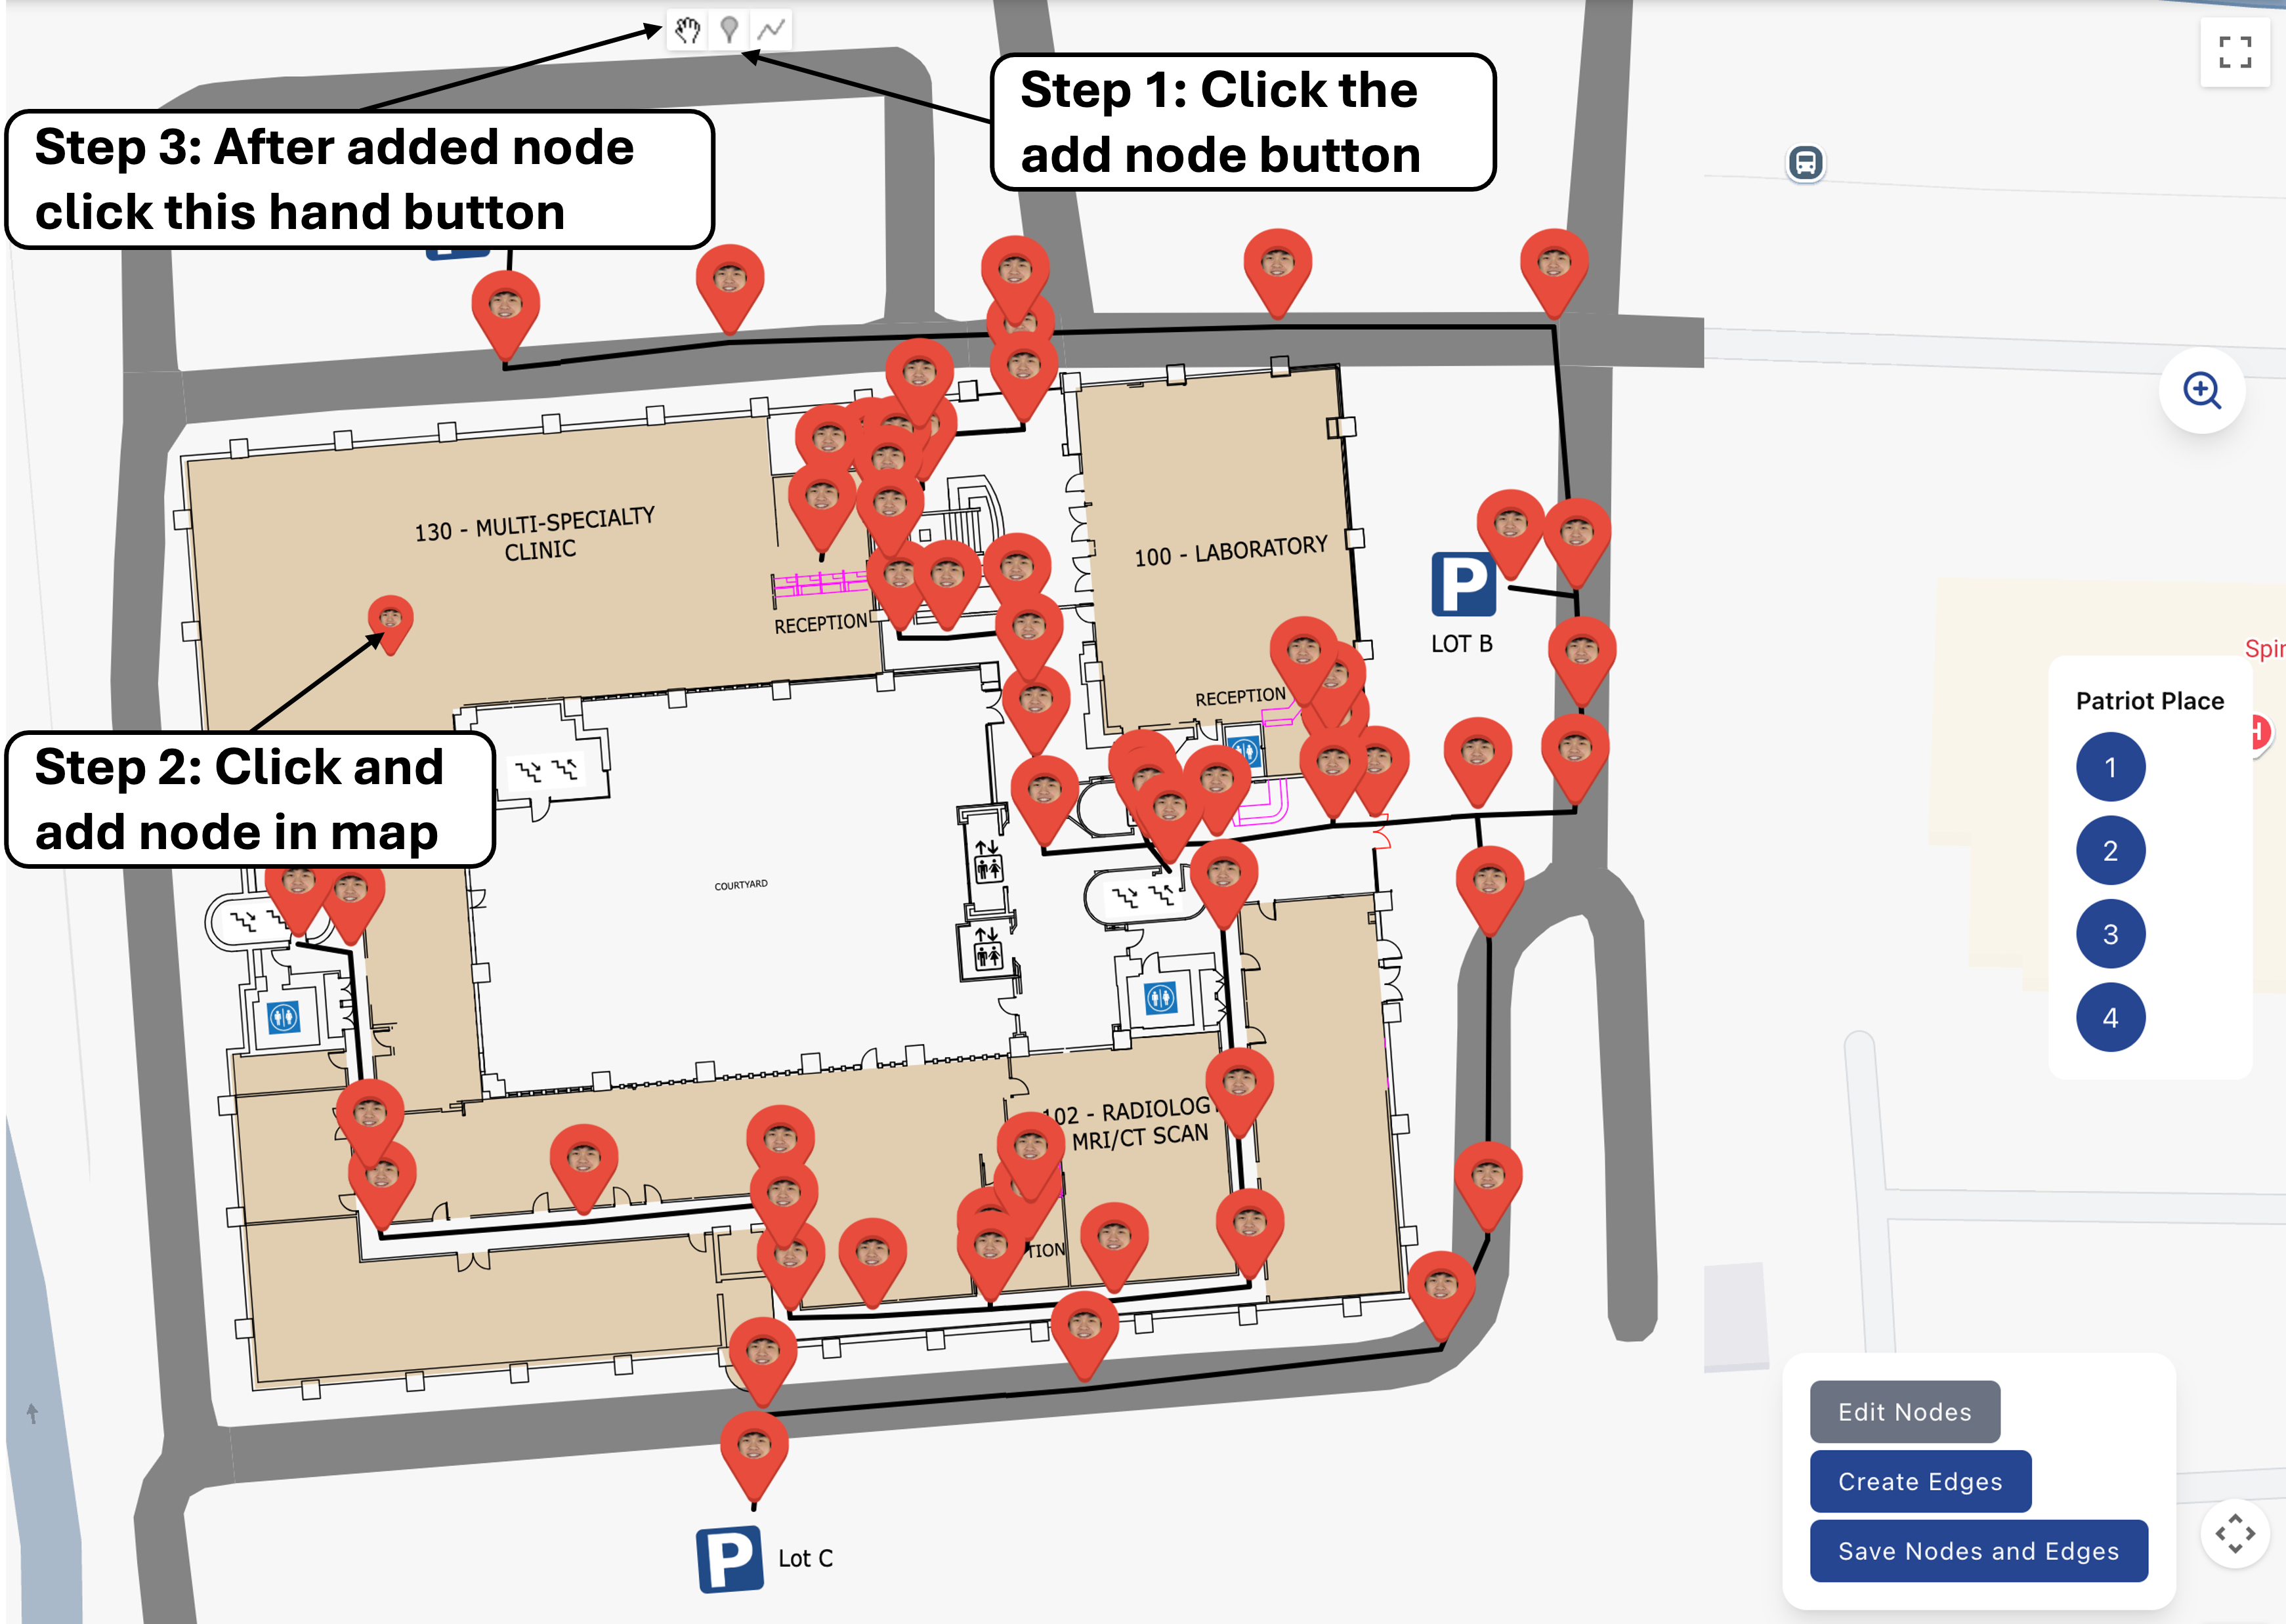 Step 1: Click the
add node button
Step 3: After added node
click this hand button
130 - MULTI-SPECIALTY
CLINIC
100 - LABORATORY
P
LOT B
RECEPTION
RECEPTION
Spir
Patriot Place
1
2
3
4
H
Step 2: Click and
add node in map
COURTYARD
102 - RADIOLOGY
MRI/CT SCAN
TION
Edit Nodes
Create Edges
Save Nodes and Edges
P
Lot C